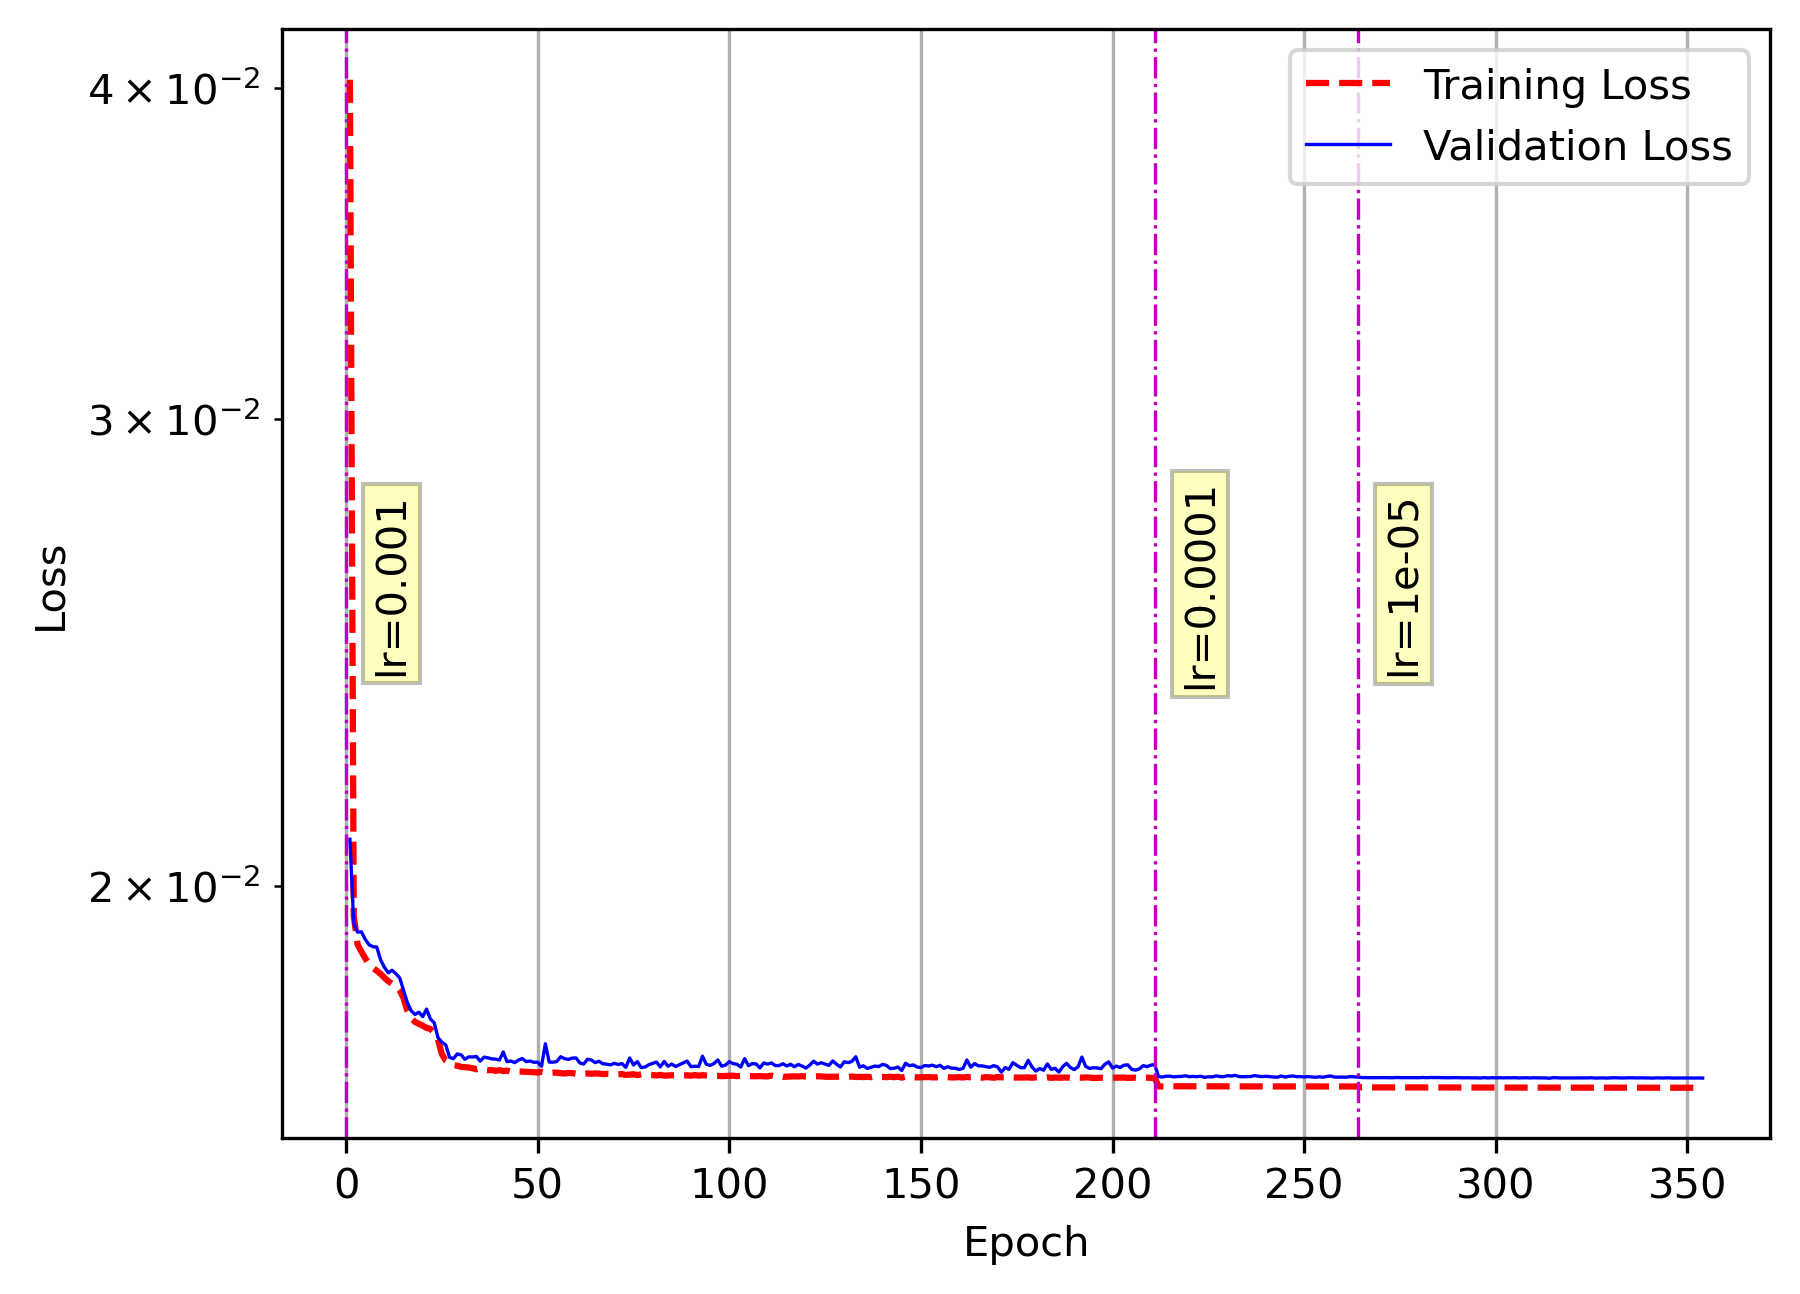 4 × 10⁻²
3 × 10⁻²
2 × 10⁻²
Loss
Training Loss
Validation Loss
lr=0.001
lr=0.0001
lr=1e-05
0 50 100 150 200 250 300 350
Epoch